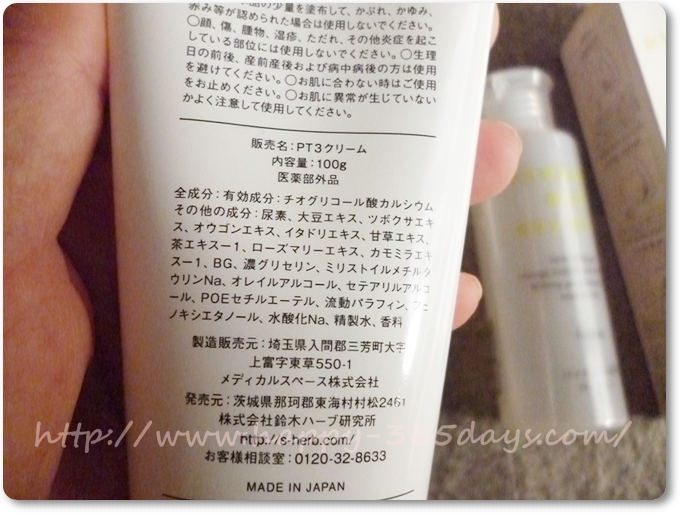 の少量を塗布して、かぶれ、かゆみ、
赤み等が認められた場合は使用しないでください。
○顔、傷、腫物、湿疹、ただれ、その他炎症を起こ
している部位には使用しないでください。○生理
日の前後、産前産後および病中病後の方は使用
を避けてください。○お肌に合わない時はご使用
をお止めください。○お肌に異常が生じていない
かよく注意して使用してください。
販売名：PT3クリーム
内容量：100g
医薬部外品
全成分：有効成分：チオグリコール酸カルシウム
その他の成分：尿素、大豆エキス、ツボクサエキ
ス、オウゴンエキス、イタドリエキス、甘草エキス、
茶エキス－1、ローズマリーエキス、カモミラエキ
ス－1、BG、濃グリセリン、ミリストイルメチルタ
ウリンNa、オレイルアルコール、セテアリルアルコ
ール、POEセチルエーテル、流動パラフィン、フェ
ノキシエタノール、水酸化Na、精製水、香料
製造販売元：埼玉県入間郡三芳町大字
上富字東草550-1
メディカルスペース株式会社
発売元：茨城県那珂郡東海村村松2461
株式会社鈴木ハーブ研究所
http://s-herb.com/
お客様相談室：0120-32-8633
MADE IN JAPAN
http://www.happy-365days.com/